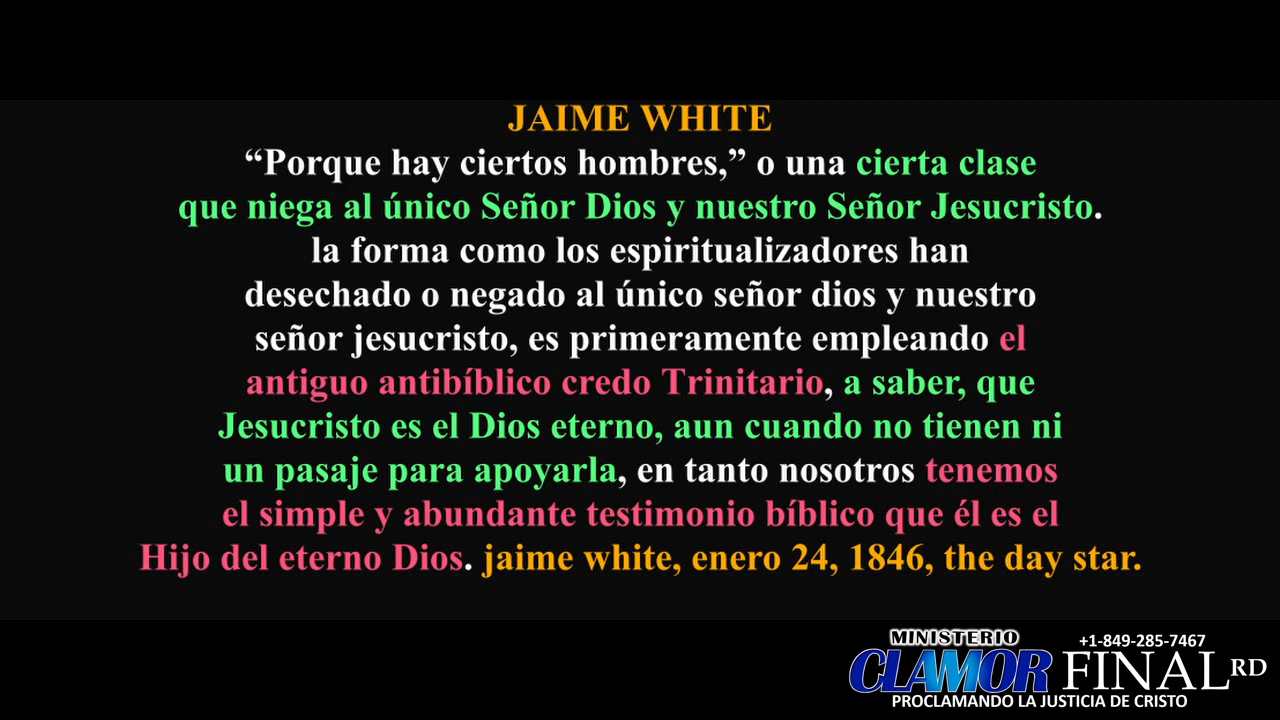 JAIME WHITE
“Porque hay ciertos hombres,” o una cierta clase
que niega al único Señor Dios y nuestro Señor Jesucristo.
la forma como los espiritualizadores han
desechado o negado al único señor dios y nuestro
señor jesucristo, es primeramente empleando el
antiguo antibíblico credo Trinitario, a saber, que
Jesucristo es el Dios eterno, aun cuando no tienen ni
un pasaje para apoyarla, en tanto nosotros tenemos
el simple y abundante testimonio bíblico que él es el
Hijo del eterno Dios. jaime white, enero 24, 1846, the day star.
MINISTERIO
+1-849-285-7467
CLAMOR FINAL RD
PROCLAMANDO LA JUSTICIA DE CRISTO